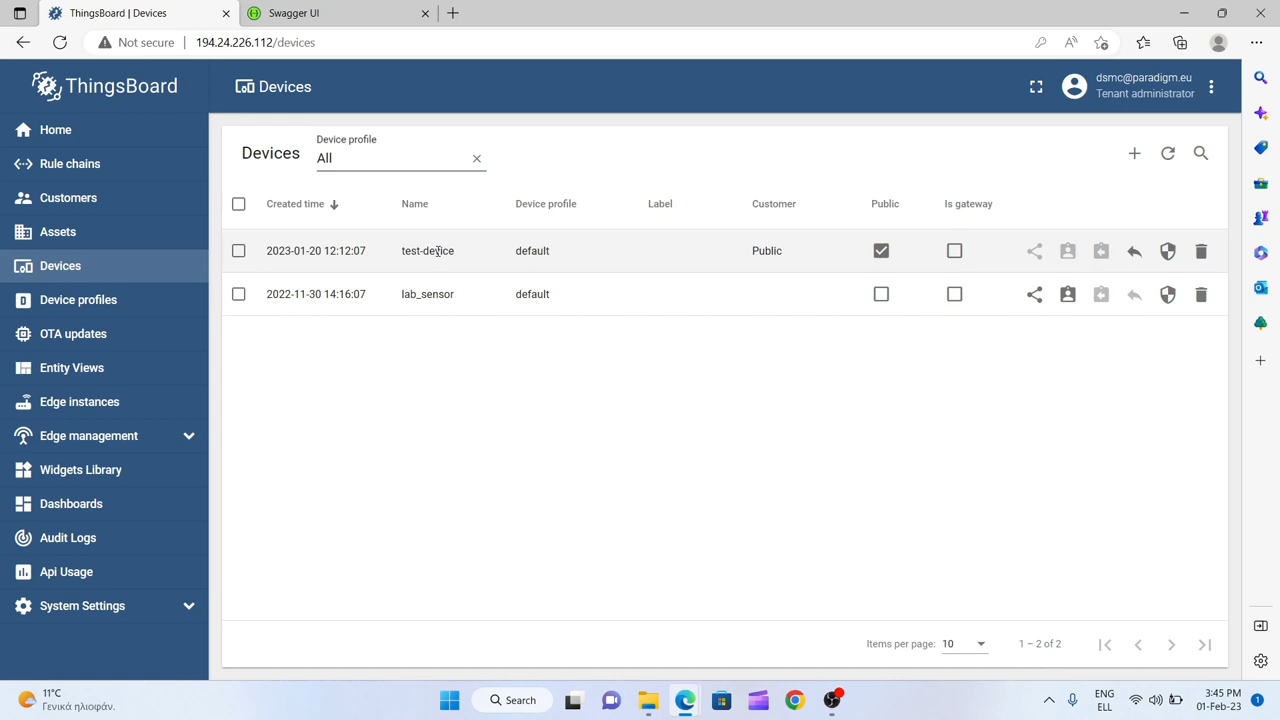 ThingsBoard | Devices
Swagger UI
Not secure
194.24.226.112/devices
ThingsBoard
Devices
dsmc@paradigm.eu
Tenant administrator
Home
Rule chains
Customers
Assets
Devices
Device profiles
OTA updates
Entity Views
Edge instances
Edge management
Widgets Library
Dashboards
Audit Logs
Api Usage
System Settings
Devices
Device profile
All
Created time Name Device profile Label Customer Public Is gateway
2023-01-20 12:12:07 test-device default Public
2022-11-30 14:16:07 lab_sensor default
Items per page: 10 1 – 2 of 2
11°C
Γενικά ηλιοφάν.
Search
ENG
ELL
3:45 PM
01-Feb-23
1